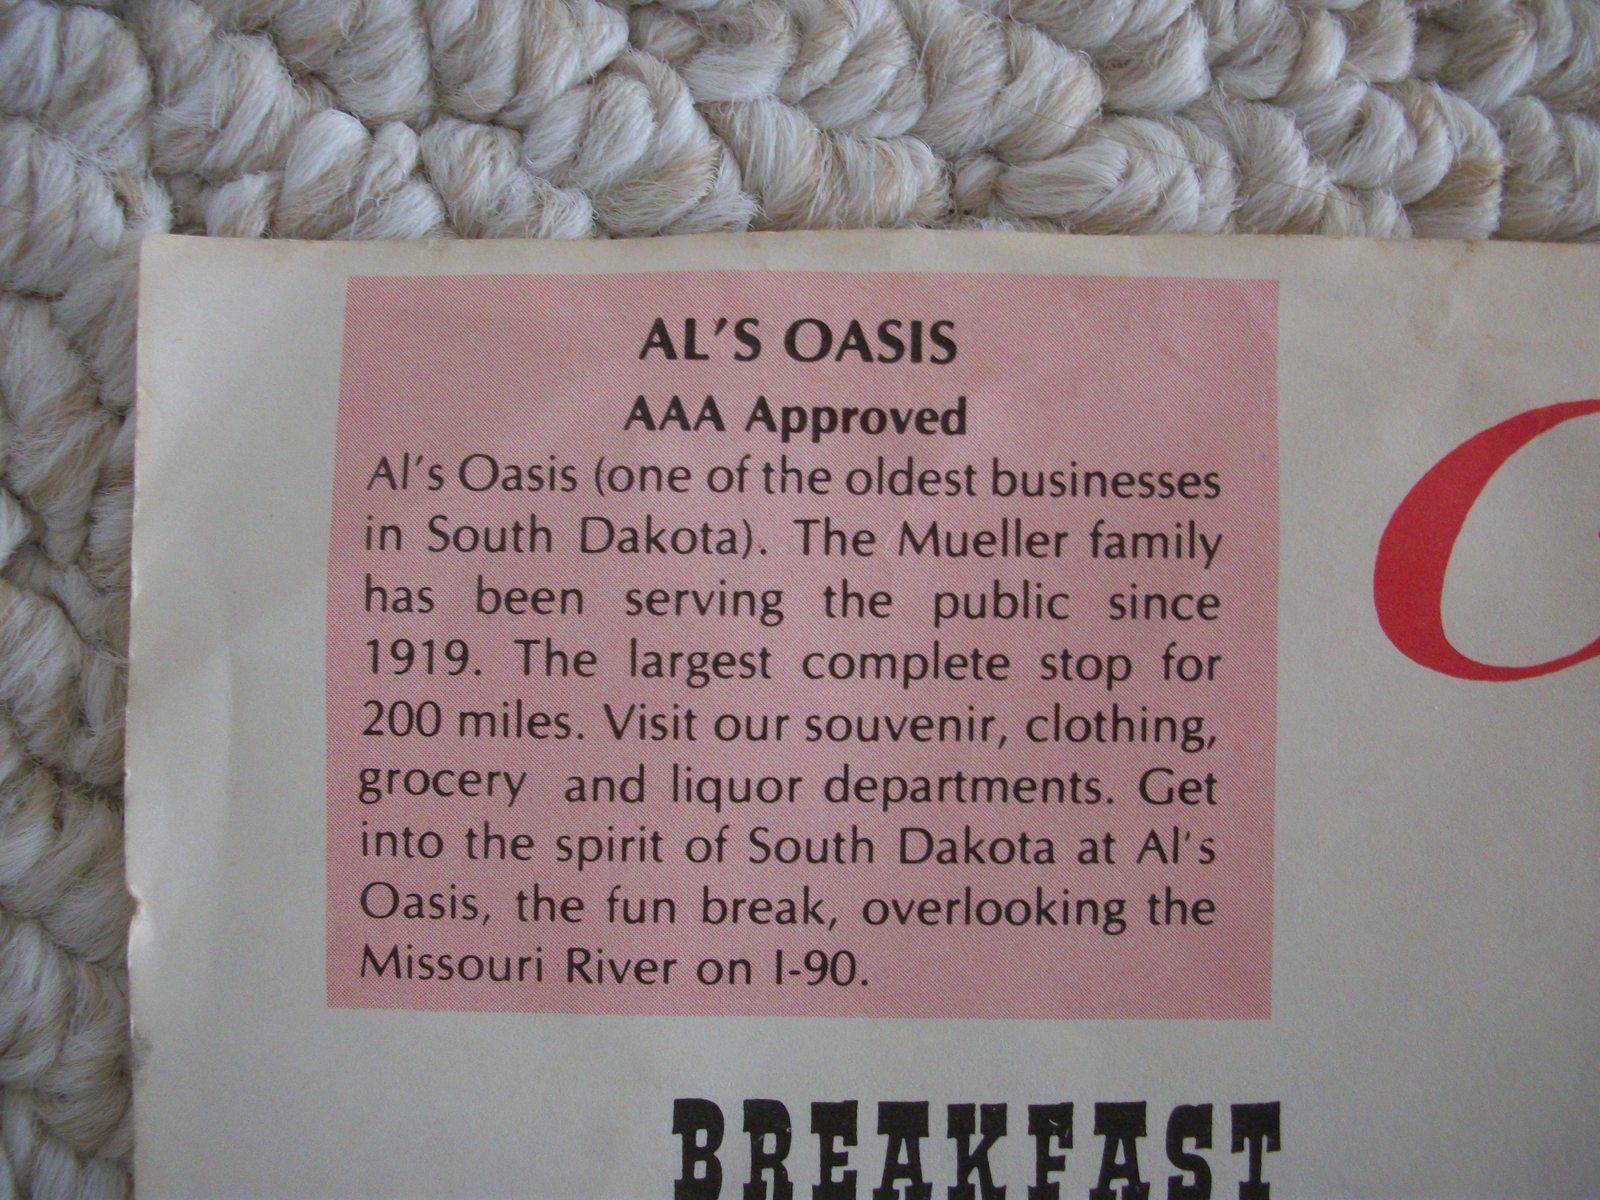 AL'S OASIS
AAA Approved
Al's Oasis (one of the oldest businesses
in South Dakota). The Mueller family
has been serving the public since
1919. The largest complete stop for
200 miles. Visit our souvenir, clothing,
grocery and liquor departments. Get
into the spirit of South Dakota at Al's
Oasis, the fun break, overlooking the
Missouri River on I-90.
BREAKFAST